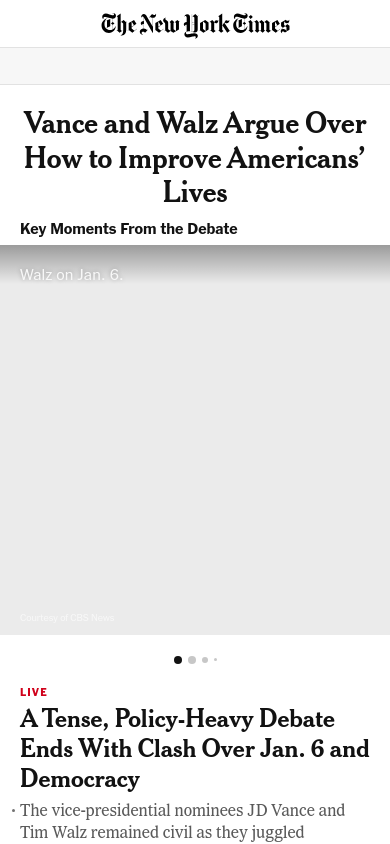 The New York Times
Vance and Walz Argue Over
How to Improve Americans’
Lives
Key Moments From the Debate
Walz on Jan. 6.
Courtesy of CBS News
LIVE
A Tense, Policy-Heavy Debate
Ends With Clash Over Jan. 6 and
Democracy
· The vice-presidential nominees JD Vance and
Tim Walz remained civil as they juggled